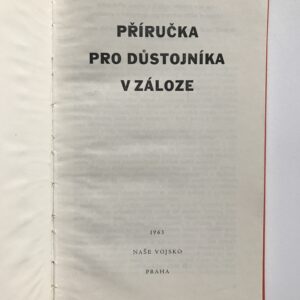 PŘÍRUČKA
PRO DŮSTOJNÍKA
V ZÁLOZE
1963
NAŠE VOJSKO
PRAHA